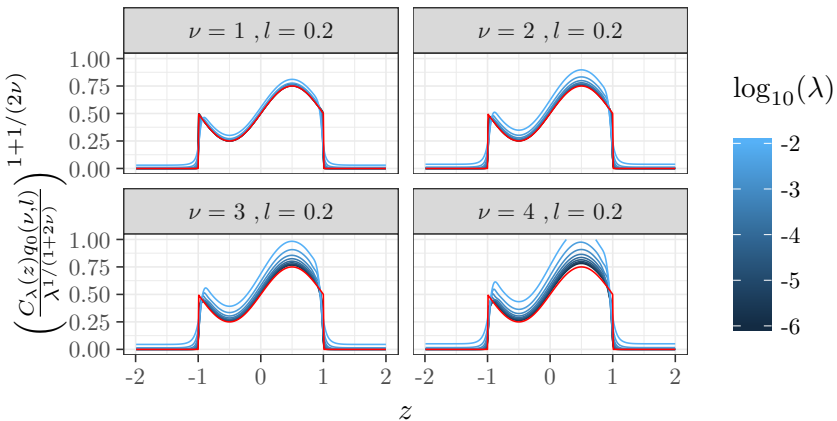 ν = 1 , l = 0.2
ν = 2 , l = 0.2
1.00
0.75
0.50
0.25
0.00
ν = 3 , l = 0.2
ν = 4 , l = 0.2
1.00
0.75
0.50
0.25
0.00
-2 -1 0 1 2
-2 -1 0 1 2
z
(C_λ(z)q_0(ν,l) / λ^{1/(1+2ν)})^{1+1/(2ν)}
log₁₀(λ)
-2
-3
-4
-5
-6